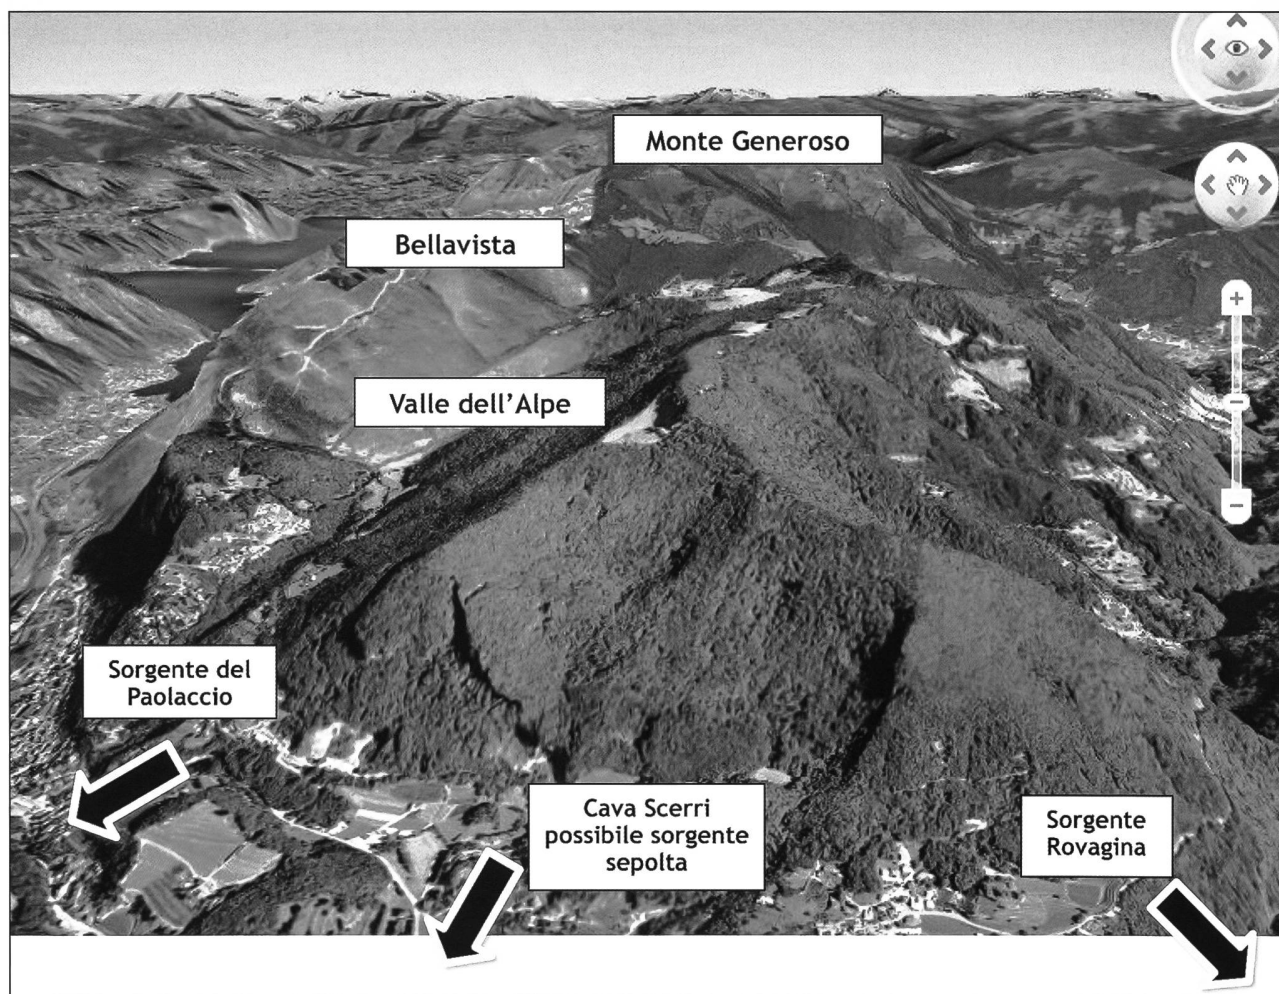 Monte Generoso
Bellavista
Valle dell'Alpe
Sorgente del
Paolaccio
Cava Scerri
possibile sorgente
sepolta
Sorgente
Rovagina